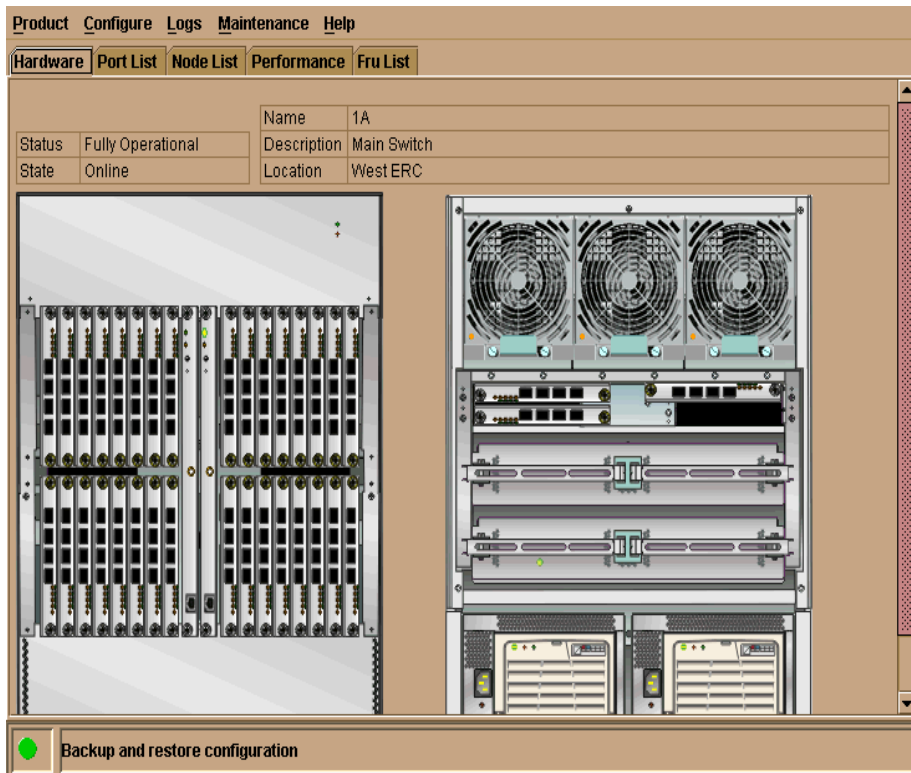 Product Configure Logs Maintenance Help
Hardware Port List Node List Performance Fru List
Name 1A
Status Fully Operational Description Main Switch
State Online Location West ERC
Backup and restore configuration